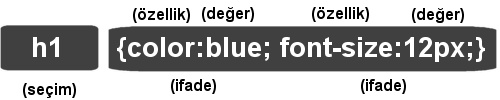 (özellik) (değer) (özellik) (değer)
h1 {color:blue; font-size:12px;}
(seçim) (ifade) (ifade)